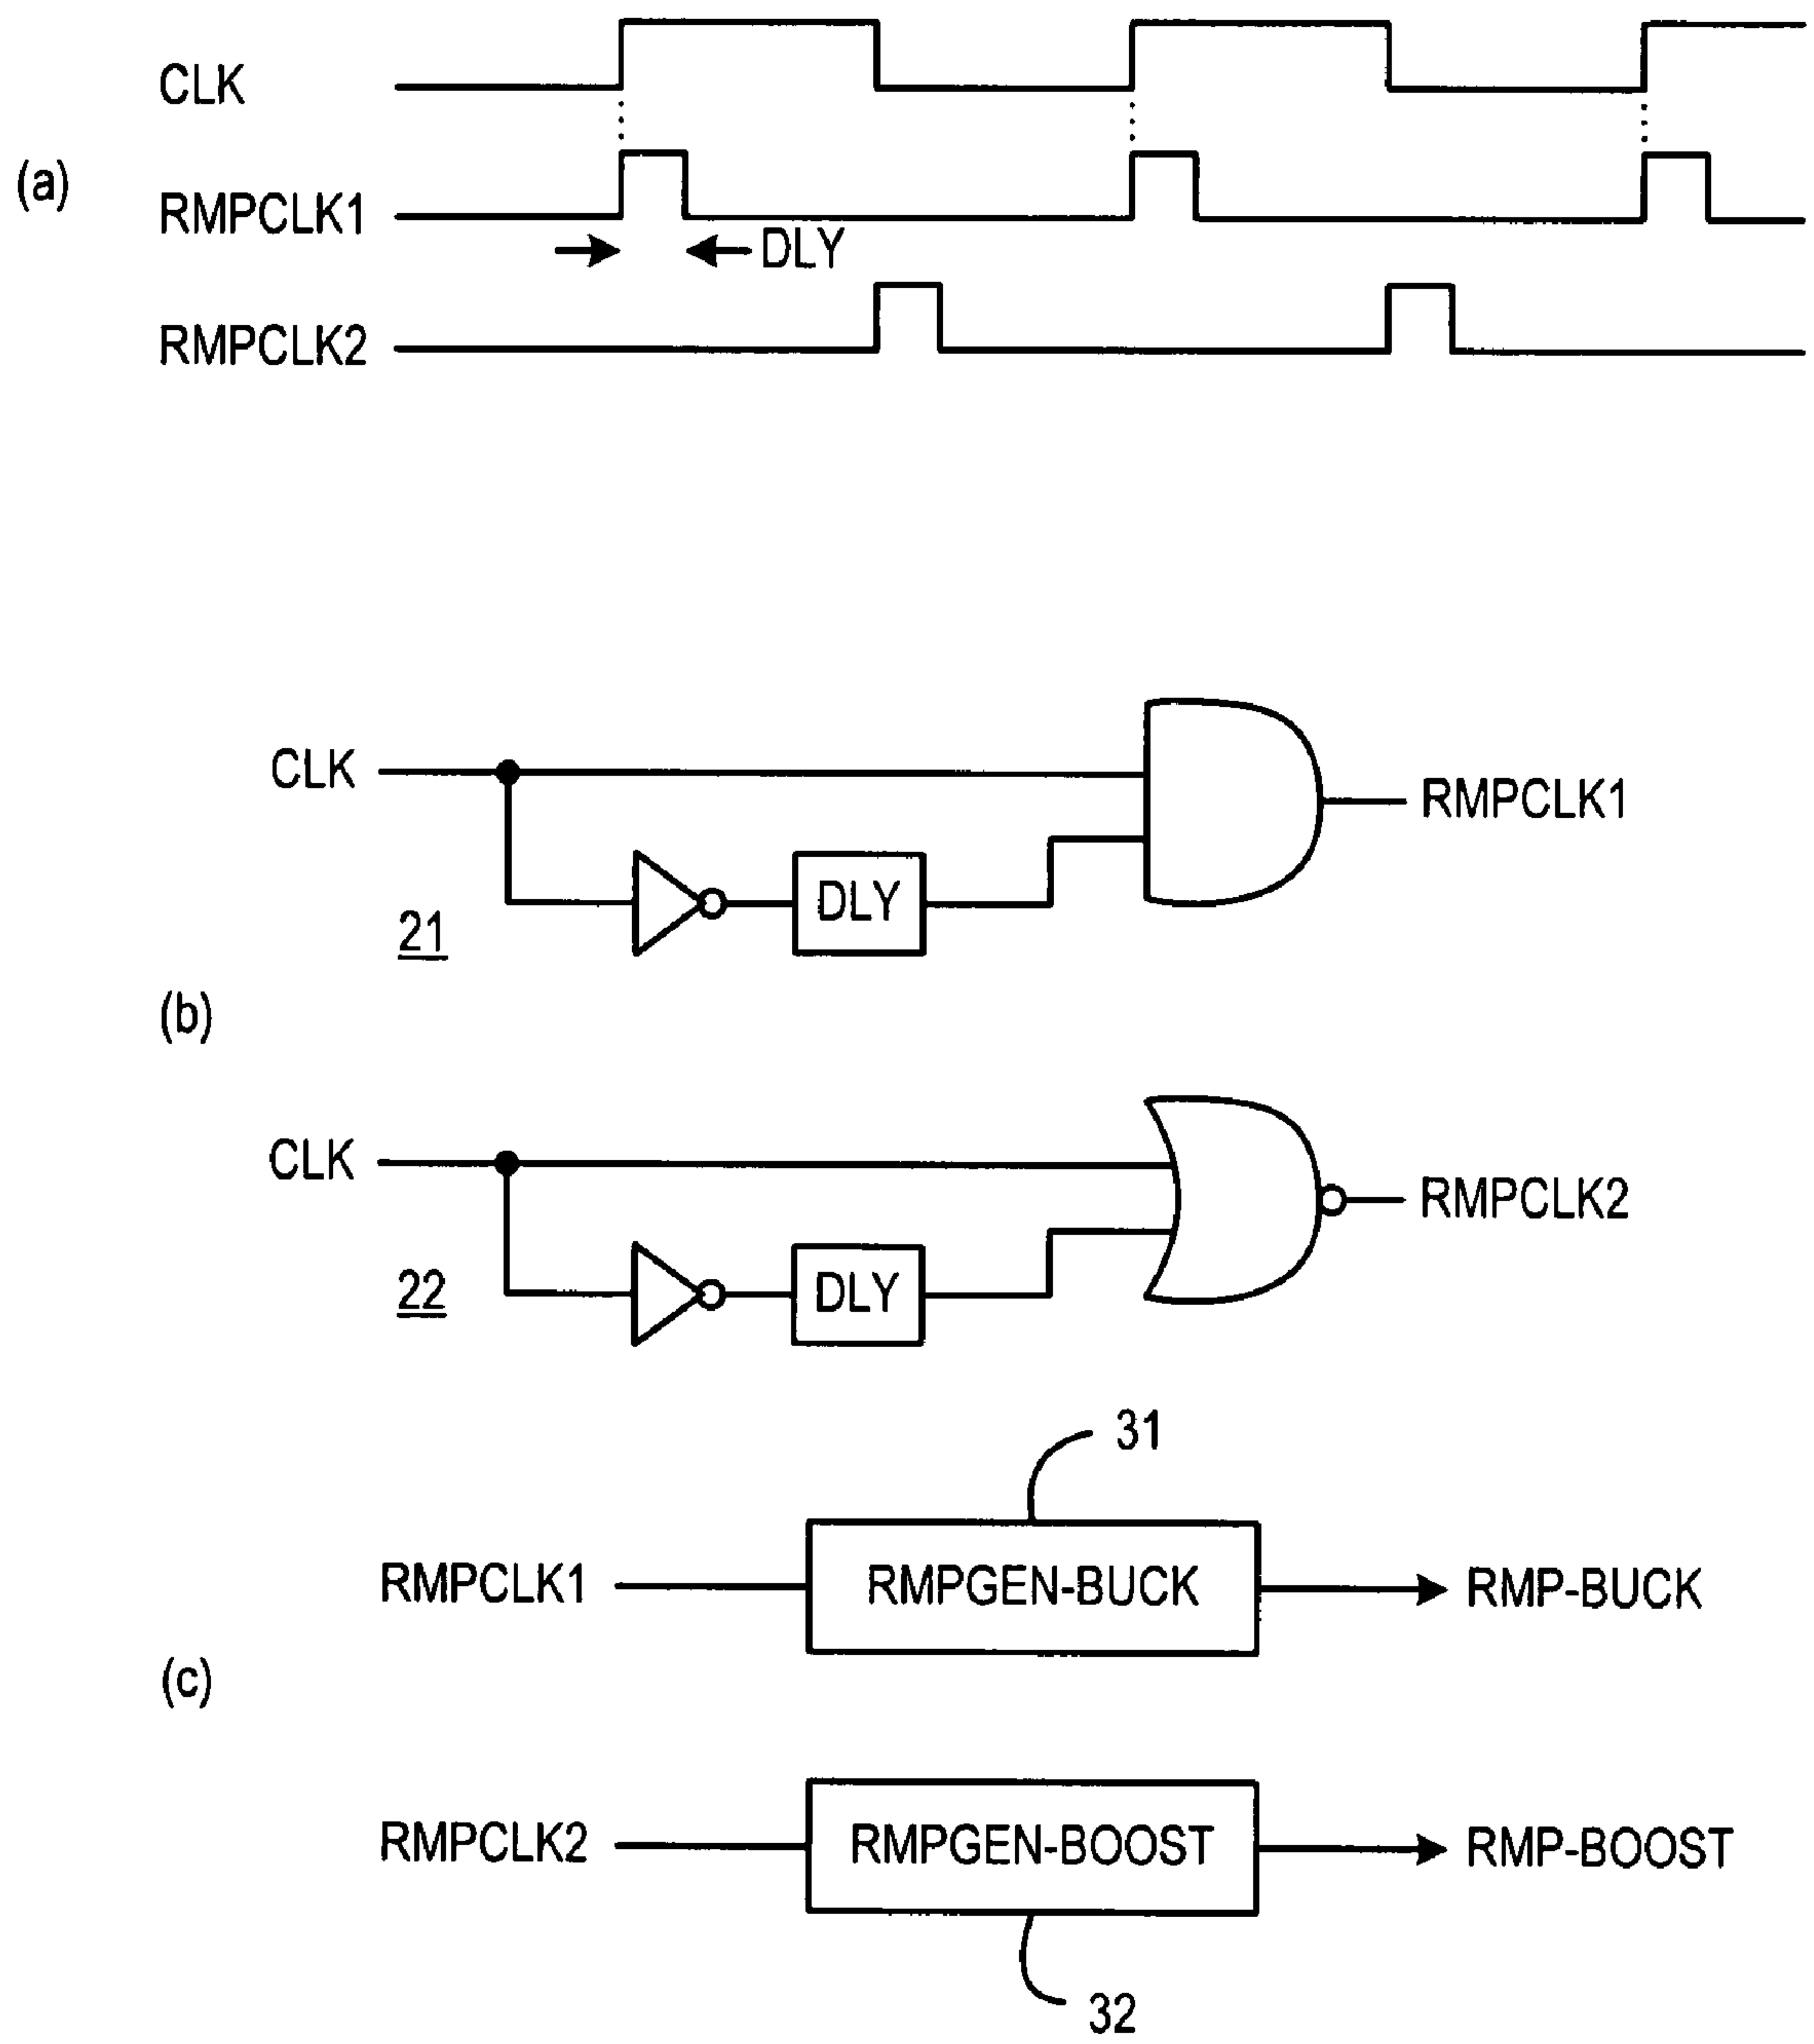 CLK
(a)
RMPCLK1
DLY
RMPCLK2
CLK
RMPCLK1
DLY
21
(b)
CLK
RMPCLK2
DLY
22
31
RMPCLK1
RMPGEN-BUCK
RMP-BUCK
(c)
RMPCLK2
RMPGEN-BOOST
RMP-BOOST
32